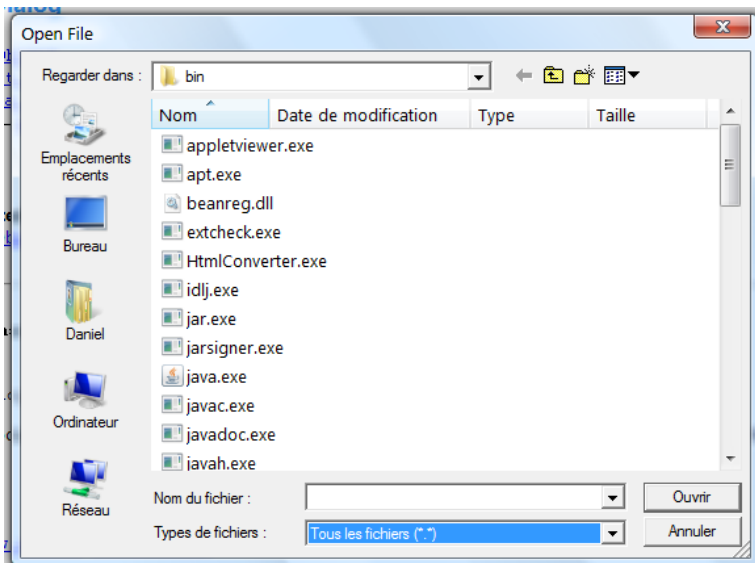 Open File
Regarder dans :
bin
Nom Date de modification Type Taille
appletviewer.exe
apt.exe
beanreg.dll
extcheck.exe
HtmlConverter.exe
idlj.exe
jar.exe
jarsigner.exe
java.exe
javac.exe
javadoc.exe
javah.exe
Emplacements
récents
Bureau
Daniel
Ordinateur
Réseau
Nom du fichier :
Ouvrir
Types de fichiers :
Tous les fichiers (*.*)
Annuler